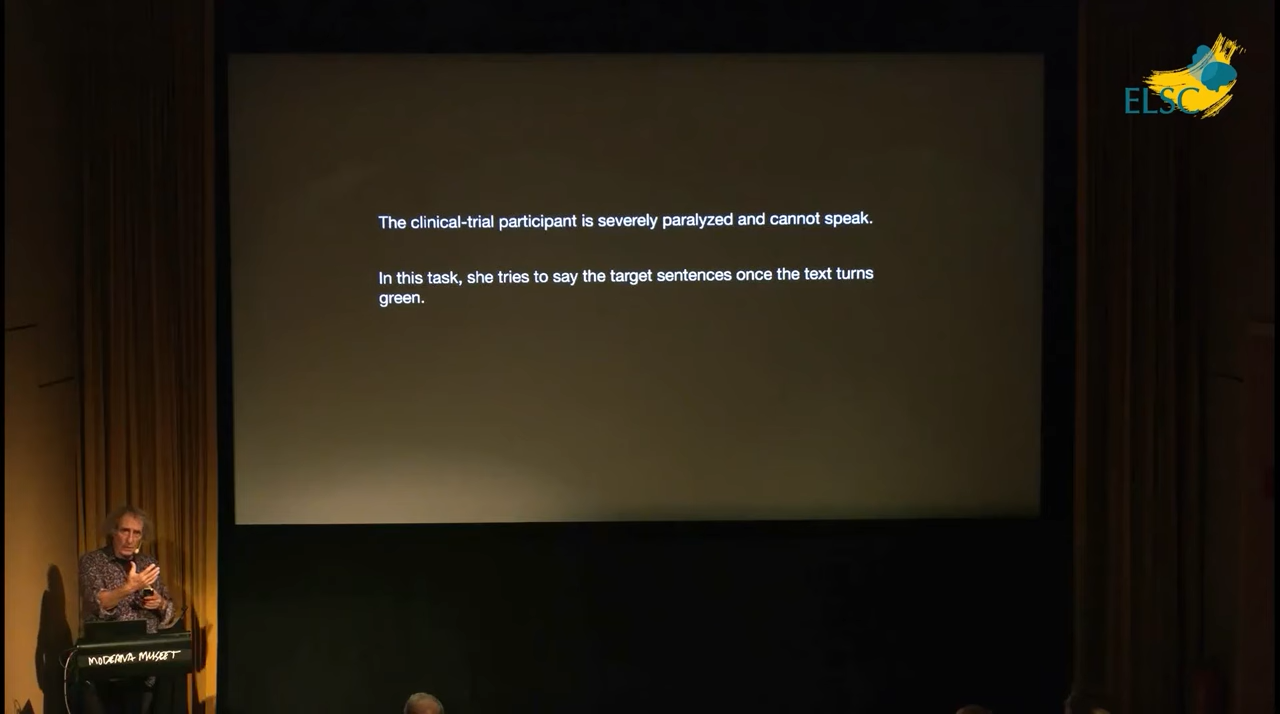 ELSC
The clinical-trial participant is severely paralyzed and cannot speak.
In this task, she tries to say the target sentences once the text turns
green.
MODERNA MUSEET